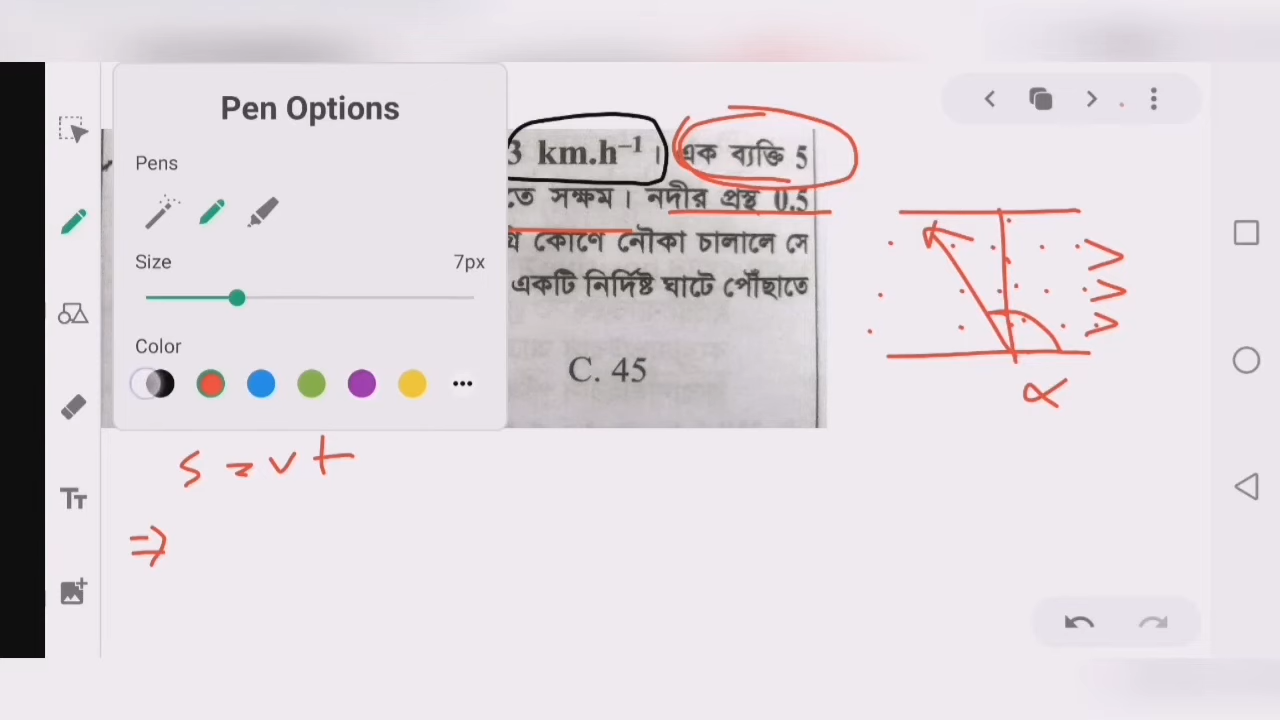 Pen Options
Pens
Size 7px
Color
3 km.h⁻¹ । এক ব্যক্তি 5
তে সক্ষম । নদীর প্রস্থ 0.5
কোণে নৌকা চালালে সে
একটি নির্দিষ্ট ঘাটে পৌঁছাতে
C. 45
α
s = vt
⇒
Tт